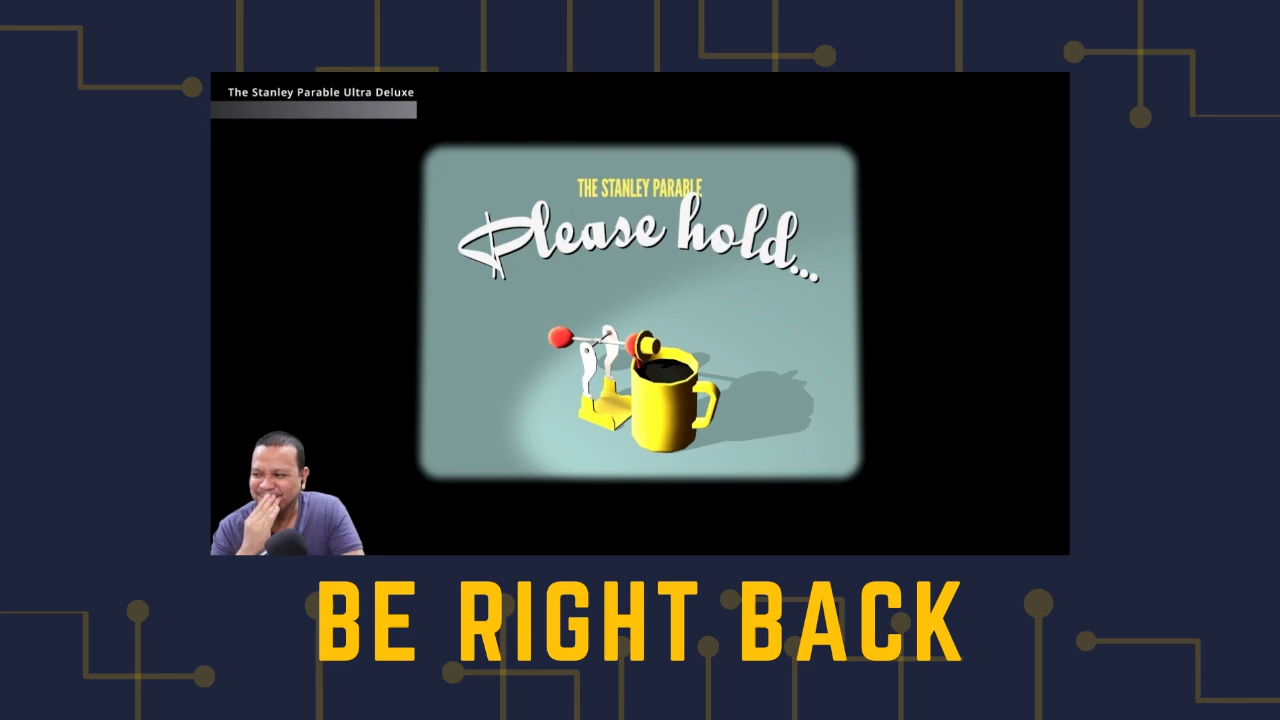 The Stanley Parable Ultra Deluxe
THE STANLEY PARABLE
Please hold...
BE RIGHT BACK